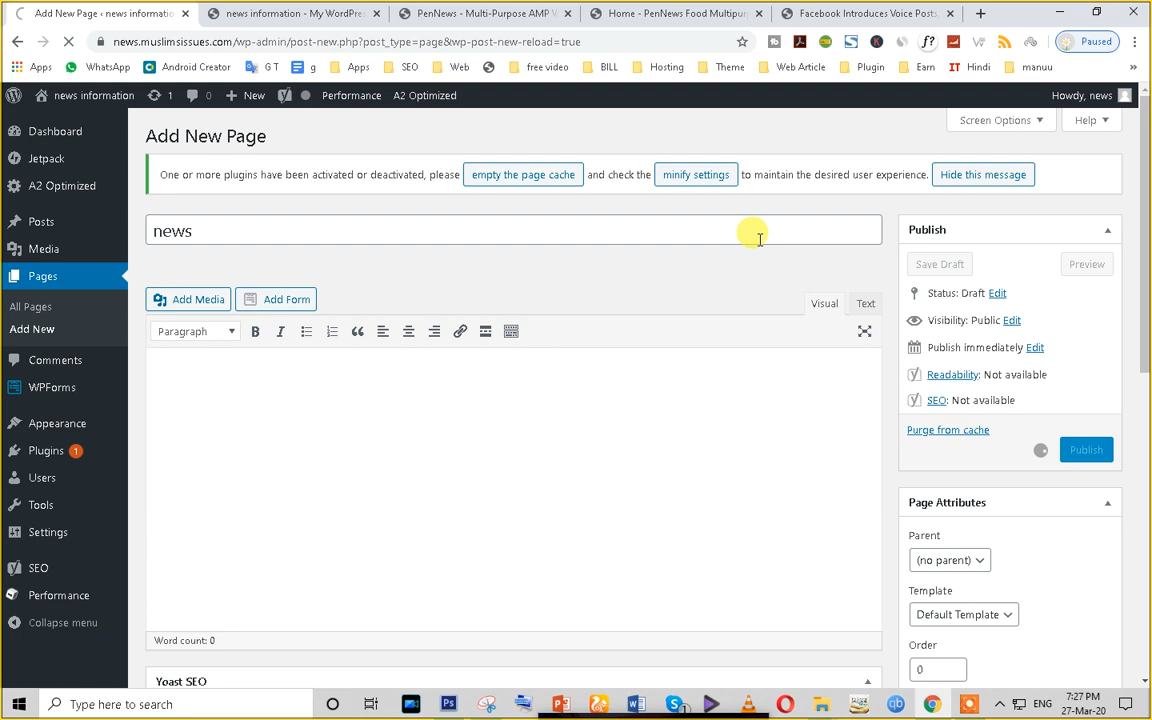 Add New Page ‹ news informatio
news information - My WordPre
PenNews - Multi-Purpose AMP
Home - PenNews Food Multipur
Facebook Introduces Voice Posts
news.muslimsissues.com/wp-admin/post-new.php?post_type=page&wp-post-new-reload=true
Paused
Apps WhatsApp Android Creator G T g Apps SEO Web free video BILL Hosting Theme Web Article Plugin Earn IT Hindi manuu »
news information 1 0 + New Performance A2 Optimized Howdy, news
Dashboard
Jetpack
A2 Optimized
Posts
Media
Pages
All Pages
Add New
Comments
WPForms
Appearance
Plugins 1
Users
Tools
Settings
SEO
Performance
Collapse menu
Screen Options Help
Add New Page
One or more plugins have been activated or deactivated, please empty the page cache and check the minify settings to maintain the desired user experience. Hide this message
news
Add Media Add Form
Visual Text
Paragraph B I
Word count: 0
Yoast SEO
Publish
Save Draft Preview
Status: Draft Edit
Visibility: Public Edit
Publish immediately Edit
Readability: Not available
SEO: Not available
Purge from cache
Publish
Page Attributes
Parent
(no parent)
Template
Default Template
Order
0
Type here to search
ENG
7:27 PM
27-Mar-20